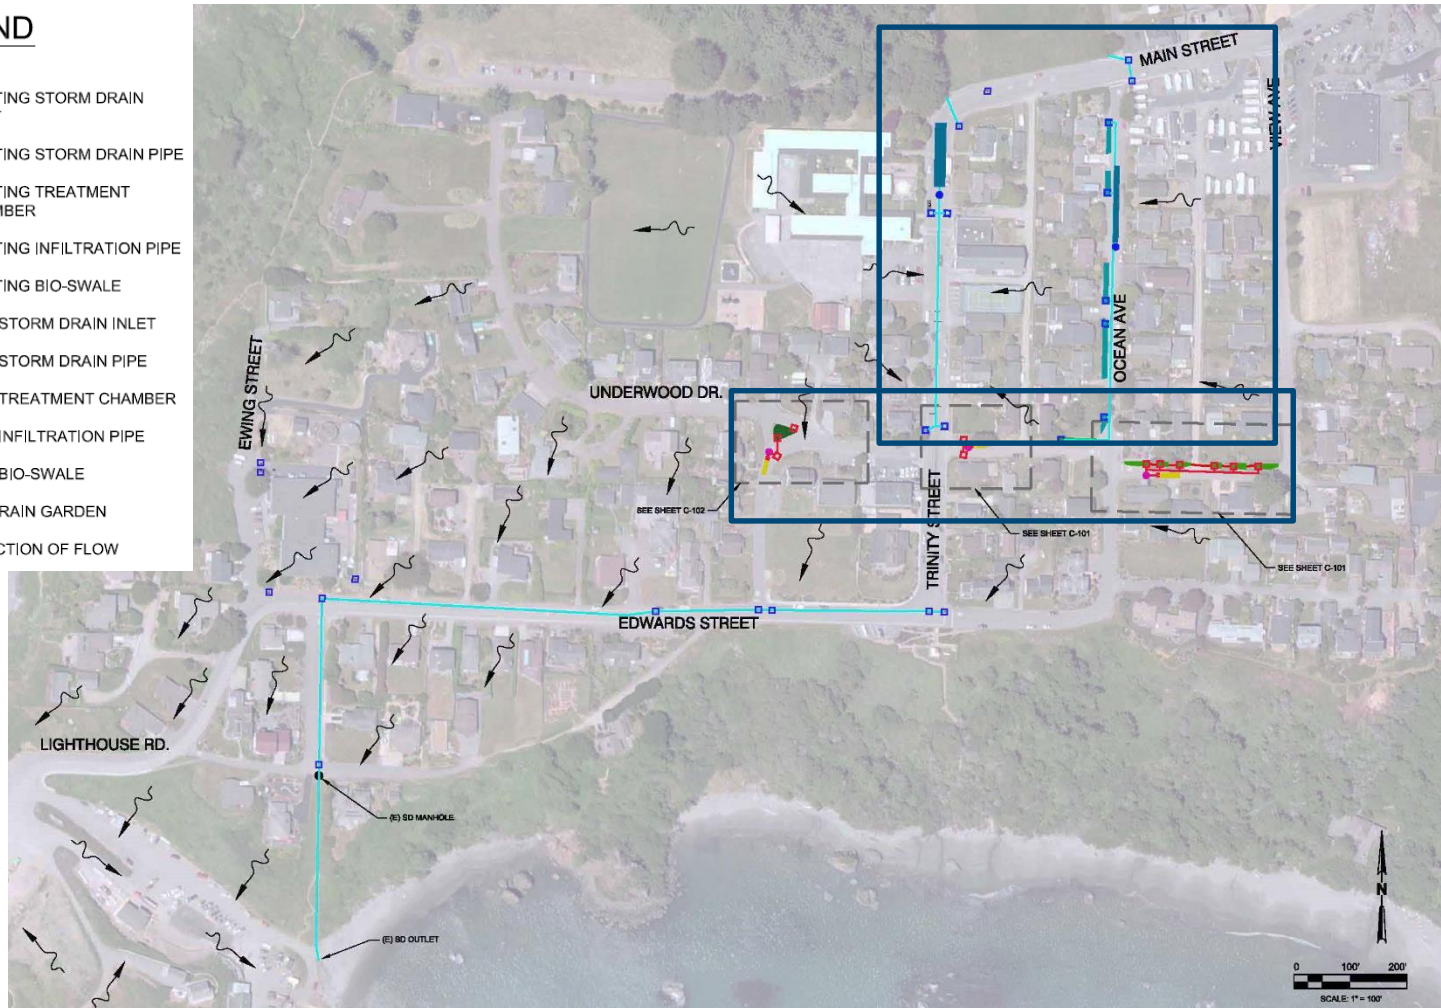 ND
TING STORM DRAIN
TING STORM DRAIN PIPE
TING TREATMENT
MBER
TING INFILTRATION PIPE
TING BIO-SWALE
STORM DRAIN INLET
STORM DRAIN PIPE
TREATMENT CHAMBER
INFILTRATION PIPE
BIO-SWALE
RAIN GARDEN
CTION OF FLOW
MAIN STREET
VIEW AVE
OCEAN AVE
EWING STREET
UNDERWOOD DR.
TRINITY STREET
SEE SHEET C-102
SEE SHEET C-101
SEE SHEET C-101
EDWARDS STREET
LIGHTHOUSE RD.
(E) SD MANHOLE
(E) SD OUTLET
N
0 100' 200'
SCALE: 1" = 100'